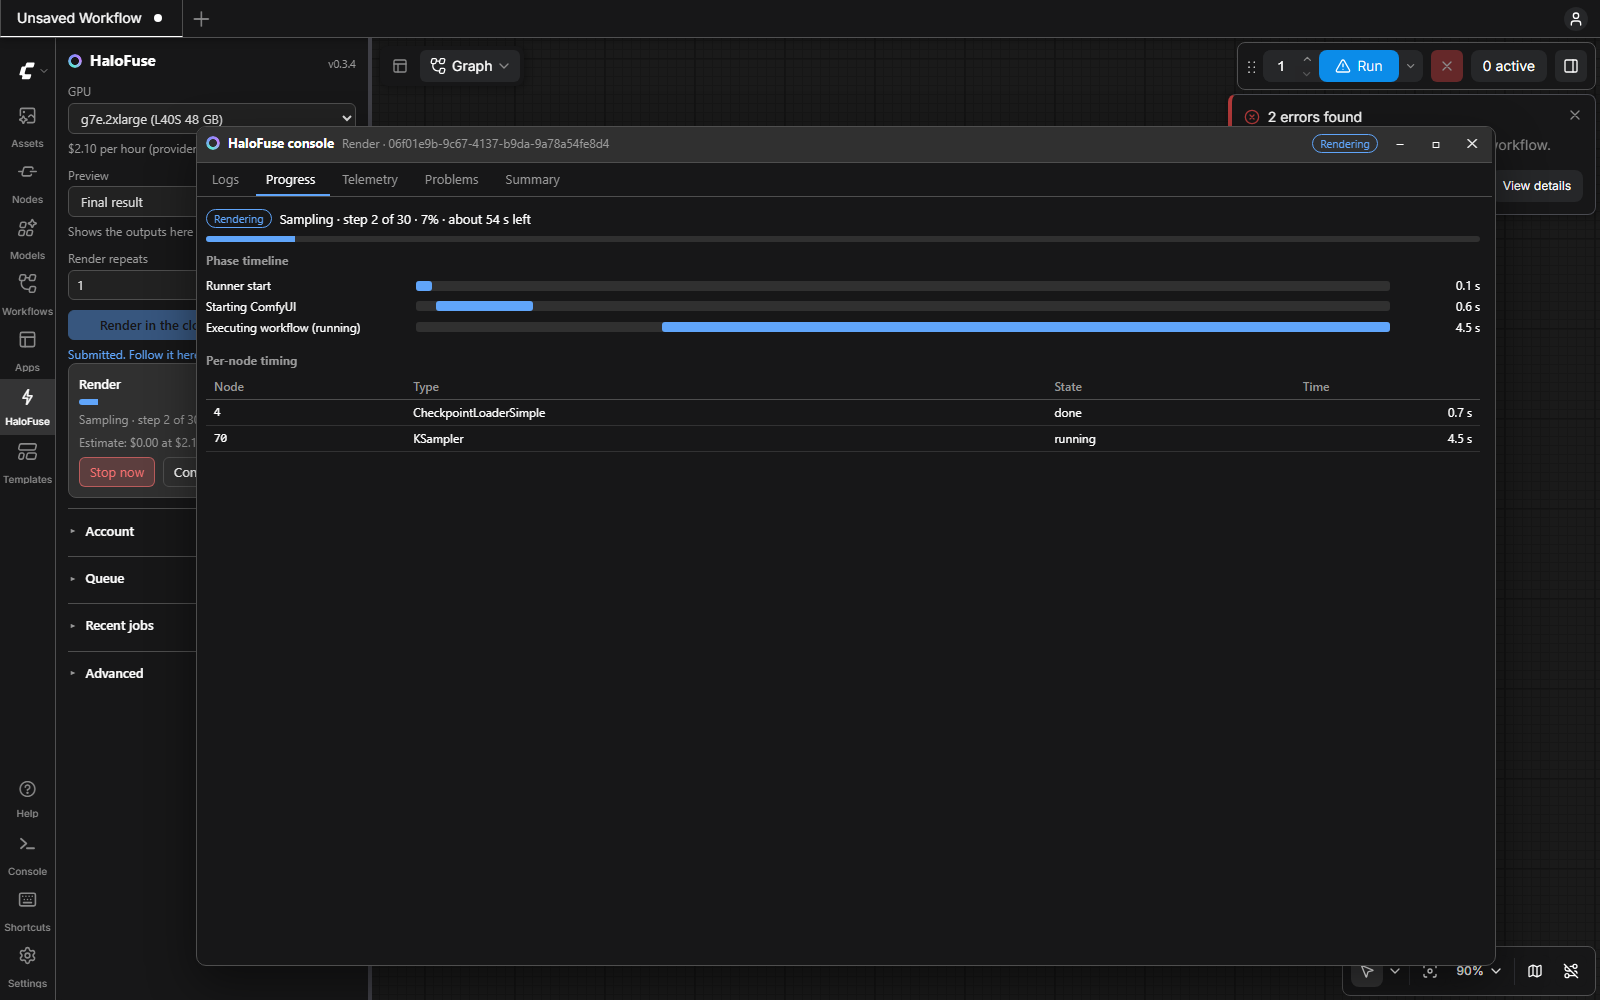 Unsaved Workflow
HaloFuse
v0.3.4
GPU
g7e.2xlarge (L40S 48 GB)
$2.10 per hour (provider
Preview
Final result
Shows the outputs here
Render repeats
1
Render in the clo
Submitted. Follow it here
Render
Sampling · step 2 of 30
Estimate: $0.00 at $2.1
Stop now
Con
Account
Queue
Recent jobs
Advanced
Assets
Nodes
Models
Workflows
Apps
HaloFuse
Templates
Help
Console
Shortcuts
Settings
Graph
1
Run
0 active
2 errors found
workflow.
View details
HaloFuse console
Render · 06f01e9b-9c67-4137-b9da-9a78a54fe8d4
Rendering
Logs
Progress
Telemetry
Problems
Summary
Rendering
Sampling · step 2 of 30 · 7% · about 54 s left
Phase timeline
Runner start
0.1 s
Starting ComfyUI
0.6 s
Executing workflow (running)
4.5 s
Per-node timing
Node Type State Time
4 CheckpointLoaderSimple done 0.7 s
70 KSampler running 4.5 s
90%